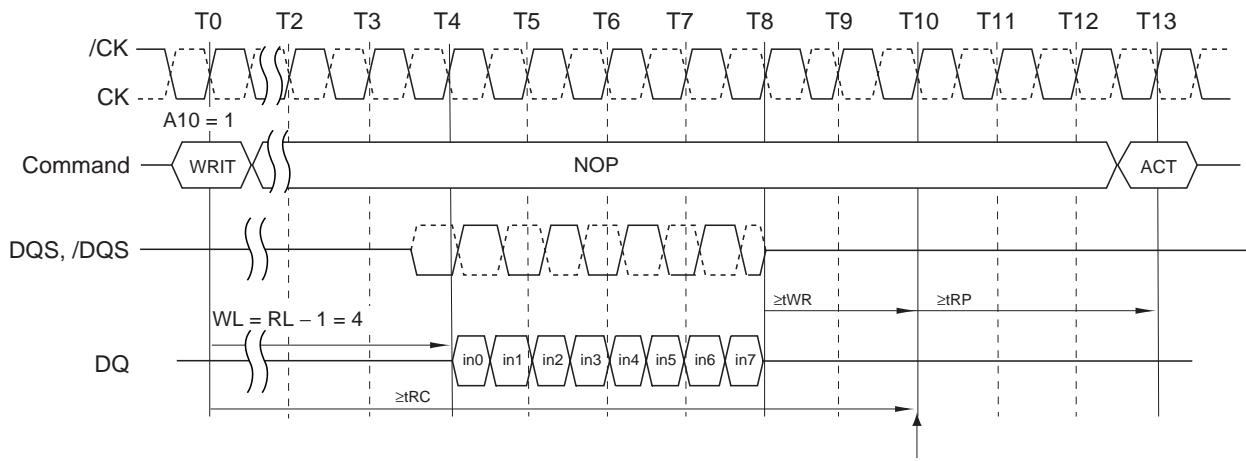 T0 T2 T3 T4 T5 T6 T7 T8 T9 T10 T11 T12 T13
/CK
CK
A10 = 1
Command WRIT NOP ACT
DQS, /DQS
≥tWR ≥tRP
WL = RL – 1 = 4
DQ in0 in1 in2 in3 in4 in5 in6 in7
≥tRC